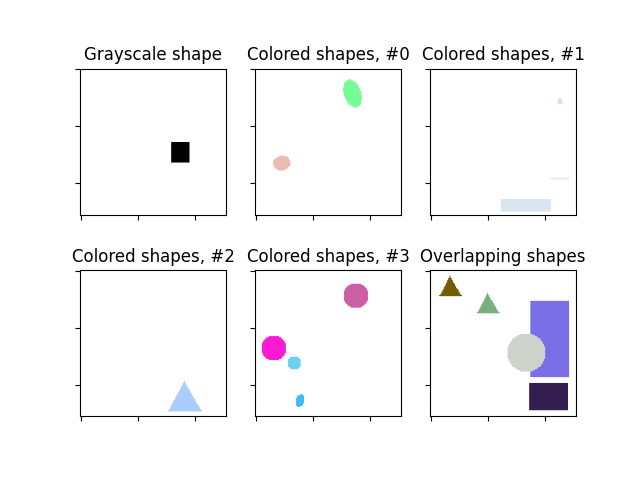 Grayscale shape
Colored shapes, #0
Colored shapes, #1
Colored shapes, #2
Colored shapes, #3
Overlapping shapes